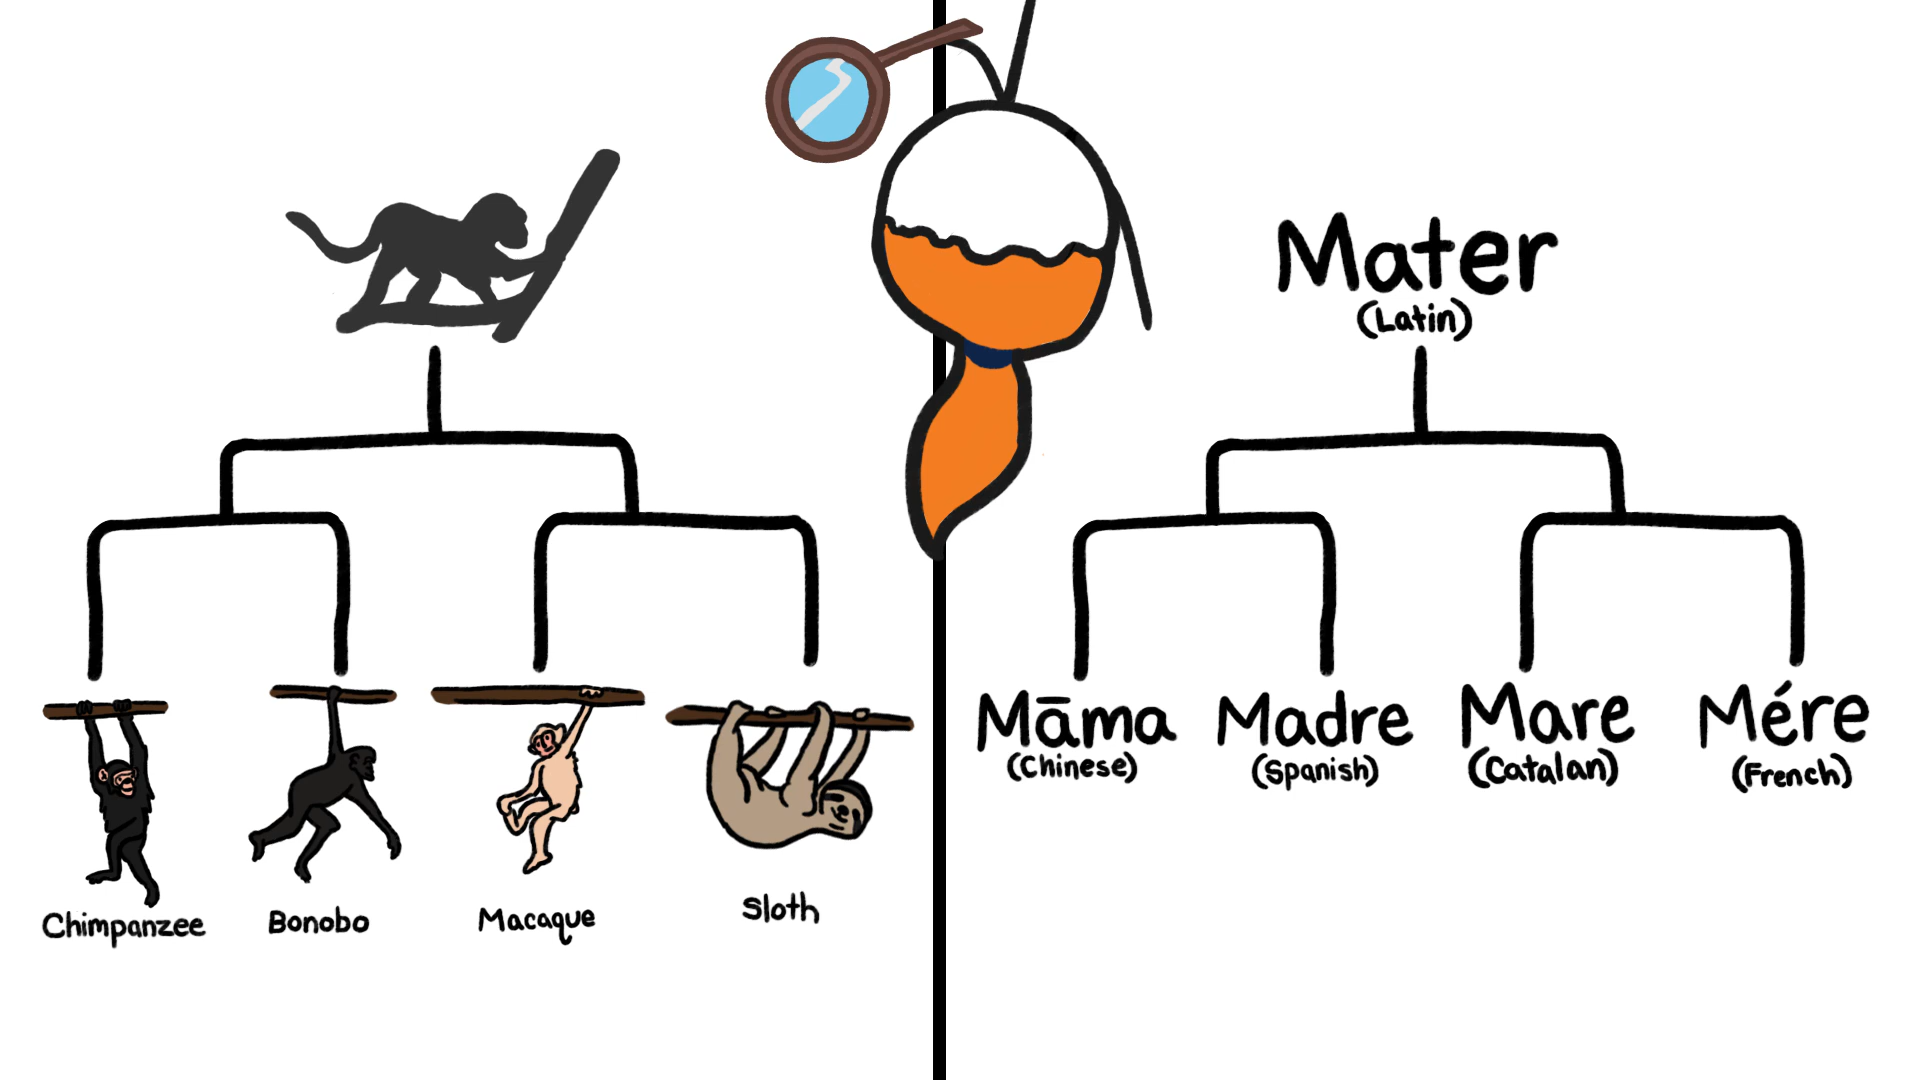 Chimpanzee
Bonobo
Macaque
Sloth
Mater
(Latin)
Māma
(Chinese)
Madre
(Spanish)
Mare
(Catalan)
Mére
(French)